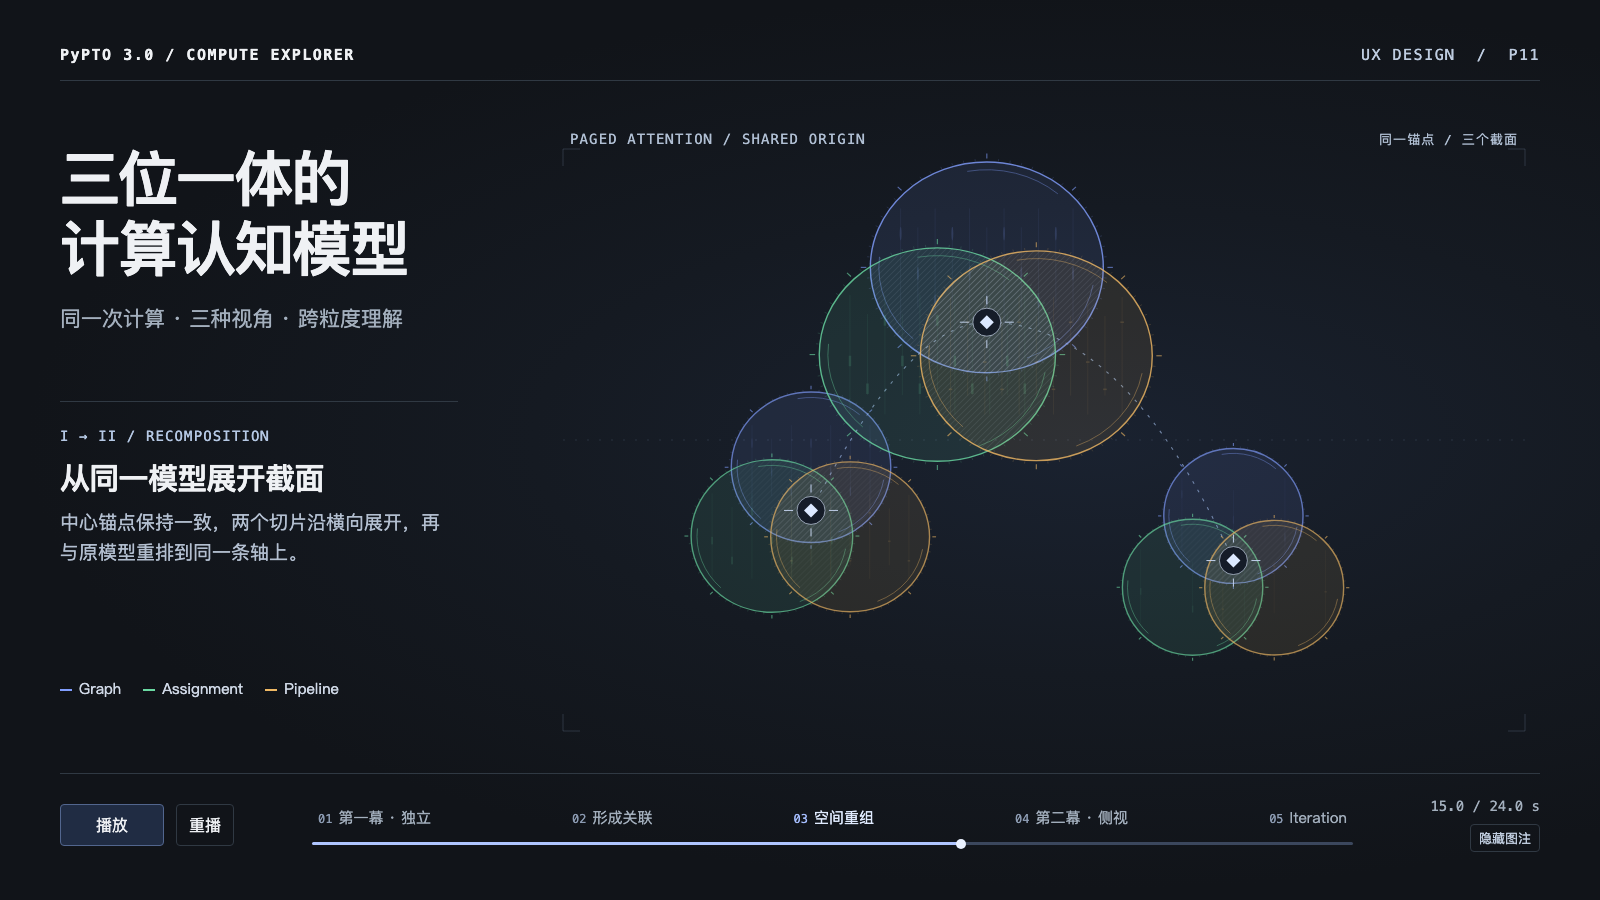 PyPTO 3.0 / COMPUTE EXPLORER
UX DESIGN / P11
三位一体的
计算认知模型
同一次计算 · 三种视角 · 跨粒度理解
I → II / RECOMPOSITION
从同一模型展开截面
中心锚点保持一致，两个切片沿横向展开，再
与原模型重排到同一条轴上。
Graph
Assignment
Pipeline
PAGED ATTENTION / SHARED ORIGIN
同一锚点 / 三个截面
播放
重播
01 第一幕 · 独立
02 形成关联
03 空间重组
04 第二幕 · 侧视
05 Iteration
15.0 / 24.0 s
隐藏图注